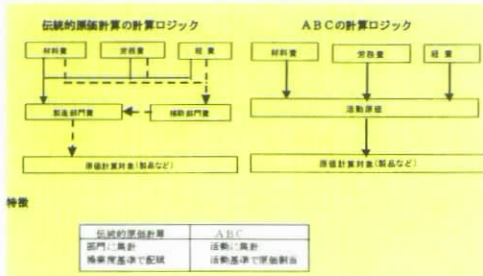 伝統的原価計算の計算ロジック
材料費
労務費
経費
製造部門費
補助部門費
原価計算対象(製品など)
ABCの計算ロジック
材料費
労務費
経費
活動原価
原価計算対象(製品など)
特徴
伝統的原価計算 ABC
部門に集計 活動に集計
操業度基準で配賦 活動基準で原価割当